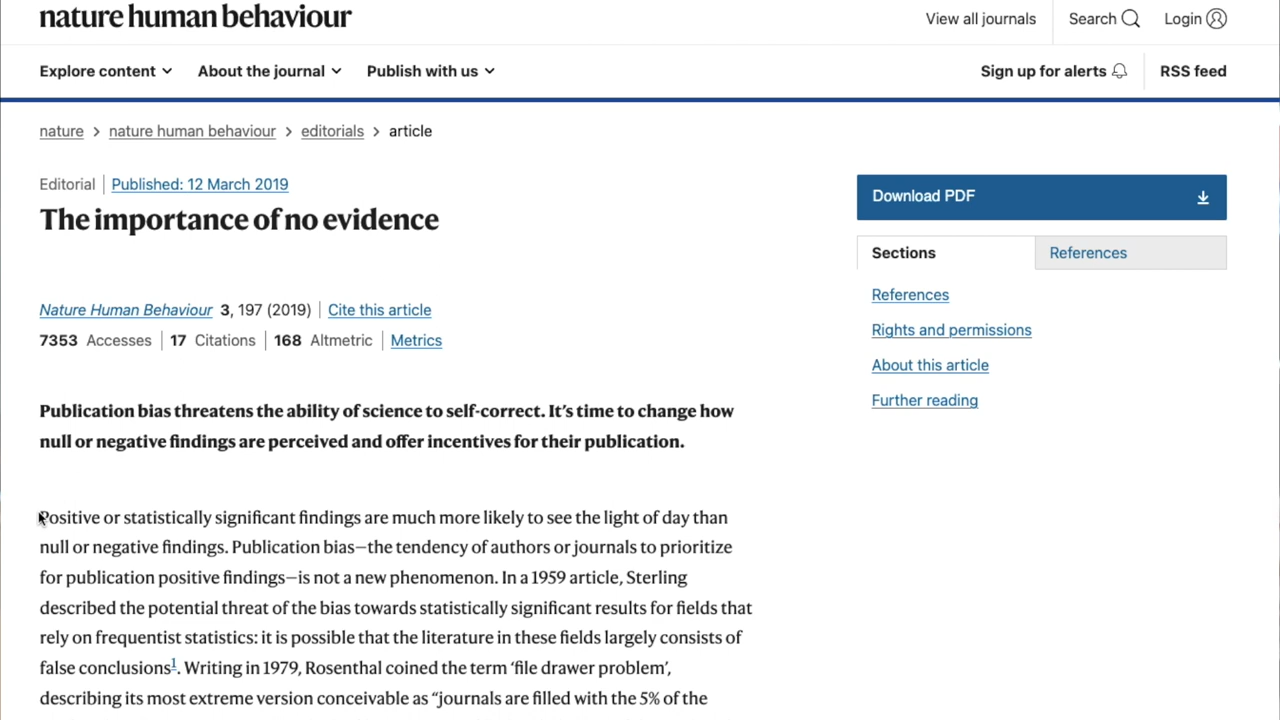 nature human behaviour
View all journals
Search
Login
Explore content
About the journal
Publish with us
Sign up for alerts
RSS feed
nature > nature human behaviour > editorials > article
Editorial | Published: 12 March 2019
The importance of no evidence
Nature Human Behaviour 3, 197 (2019) | Cite this article
7353 Accesses | 17 Citations | 168 Altmetric | Metrics
Publication bias threatens the ability of science to self-correct. It’s time to change how
null or negative findings are perceived and offer incentives for their publication.
Positive or statistically significant findings are much more likely to see the light of day than
null or negative findings. Publication bias—the tendency of authors or journals to prioritize
for publication positive findings—is not a new phenomenon. In a 1959 article, Sterling
described the potential threat of the bias towards statistically significant results for fields that
rely on frequentist statistics: it is possible that the literature in these fields largely consists of
false conclusions1. Writing in 1979, Rosenthal coined the term ‘file drawer problem’,
describing its most extreme version conceivable as “journals are filled with the 5% of the
Download PDF
Sections
References
References
Rights and permissions
About this article
Further reading